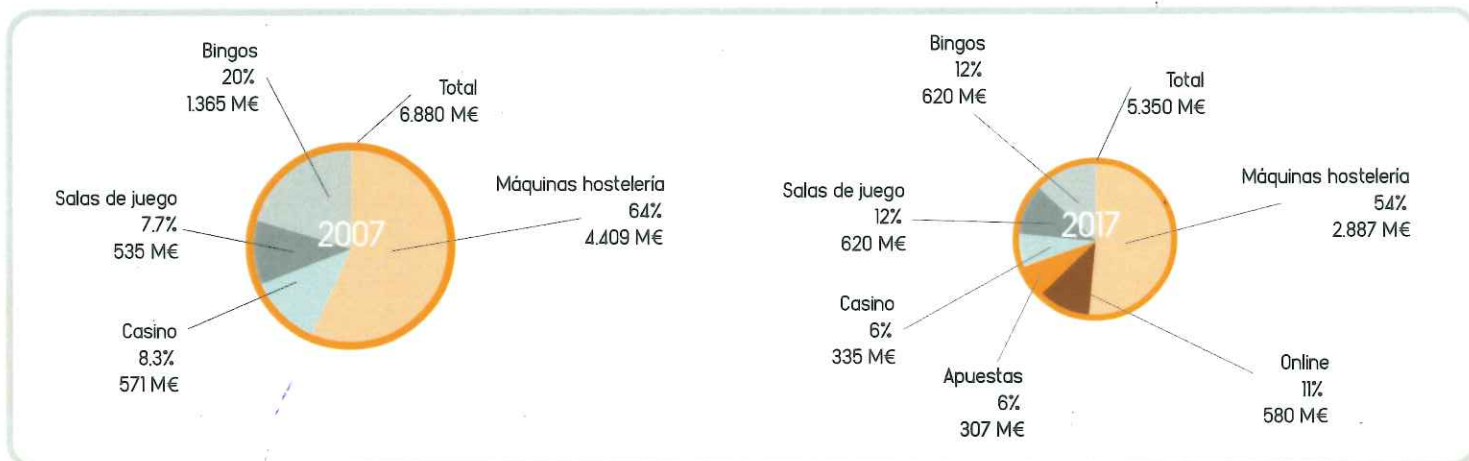 Bingos
20%
1.365 M€
Total
6.880 M€
Máquinas hostelería
64%
4.409 M€
Salas de juego
7.7%
535 M€
2007
Casino
8.3%
571 M€
Bingos
12%
620 M€
Total
5.350 M€
Máquinas hostelería
54%
2.887 M€
Salas de juego
12%
620 M€
2017
Casino
6%
335 M€
Apuestas
6%
307 M€
Online
11%
580 M€